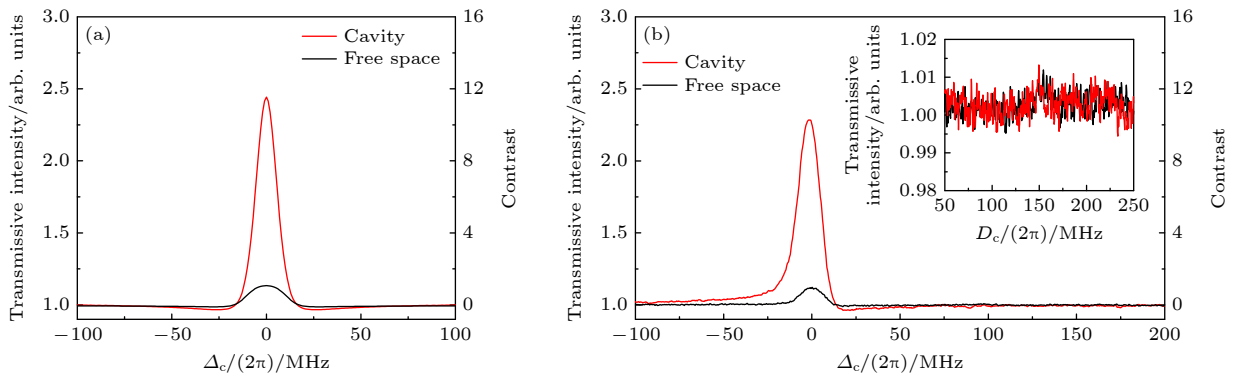 (a)
Cavity
Free space
Transmissive intensity/arb. units
3.0
2.5
2.0
1.5
1.0
16
12
8
4
0
Contrast
−100
−50
0
50
100
Δc/(2π)/MHz
(b)
Cavity
Free space
Transmissive intensity/arb. units
3.0
2.5
2.0
1.5
1.0
16
12
8
4
0
Contrast
−100
−50
0
50
100
150
200
Δc/(2π)/MHz
Transmissive
intensity/arb. units
1.02
1.01
1.00
0.99
0.98
50
100
150
200
250
Dc/(2π)/MHz